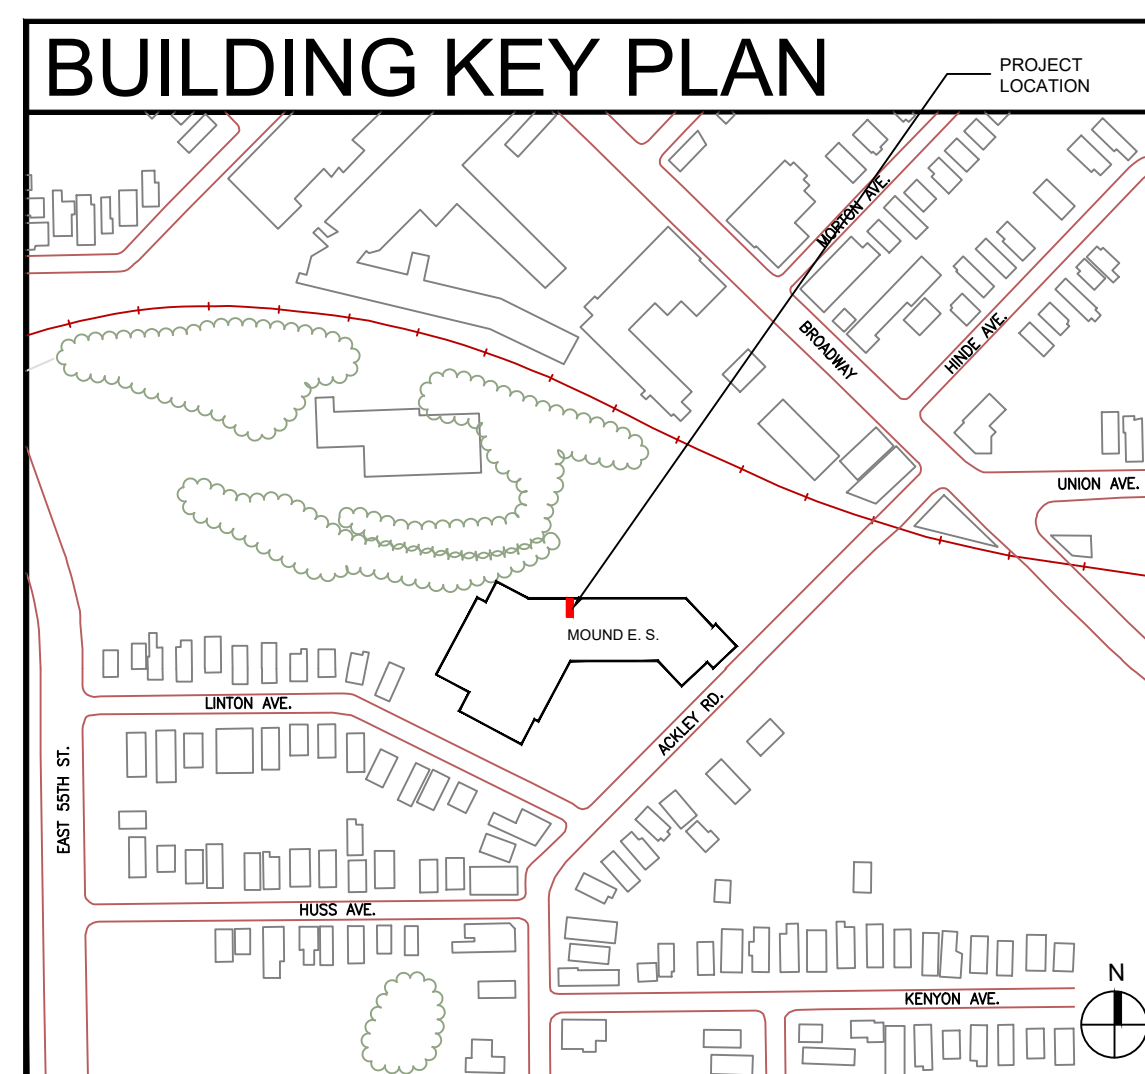 BUILDING KEY PLAN
PROJECT
LOCATION
MORTON AVE.
BROADWAY
HINDE AVE.
UNION AVE.
MOUND E. S.
LINTON AVE.
ACKLEY RD.
EAST 55TH ST.
HUSS AVE.
N
KENYON AVE.